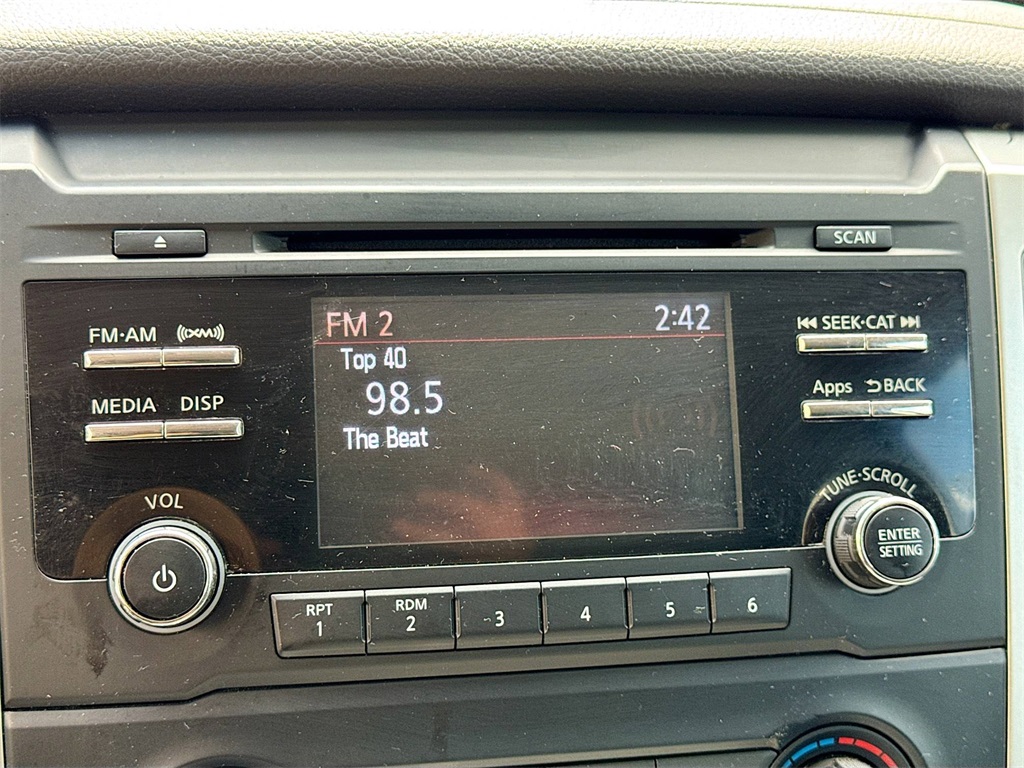 SCAN
FM·AM
((XM))
SEEK·CAT
MEDIA
DISP
Apps
BACK
FM 2
2:42
Top 40
98.5
The Beat
VOL
TUNE·SCROLL
ENTER
SETTING
RPT
1
RDM
2
3
4
5
6